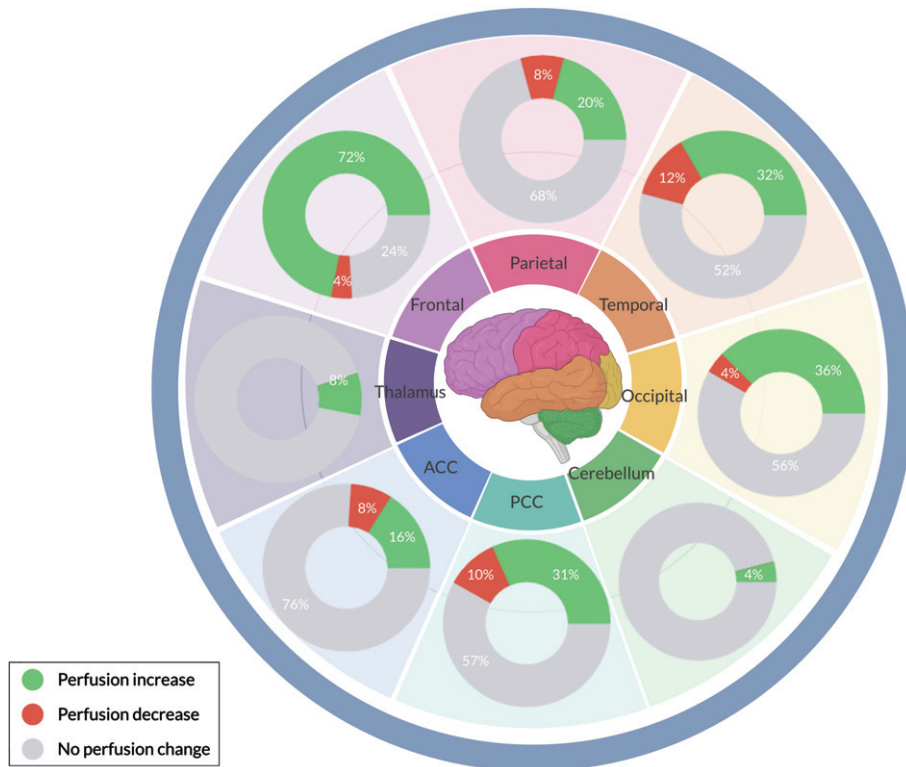 8%
20%
68%
72%
24%
4%
12%
32%
52%
Parietal
Frontal
Temporal
8%
Thalamus
Occipital
4%
36%
56%
ACC
Cerebellum
PCC
8%
16%
76%
10%
31%
57%
4%
Perfusion increase
Perfusion decrease
No perfusion change